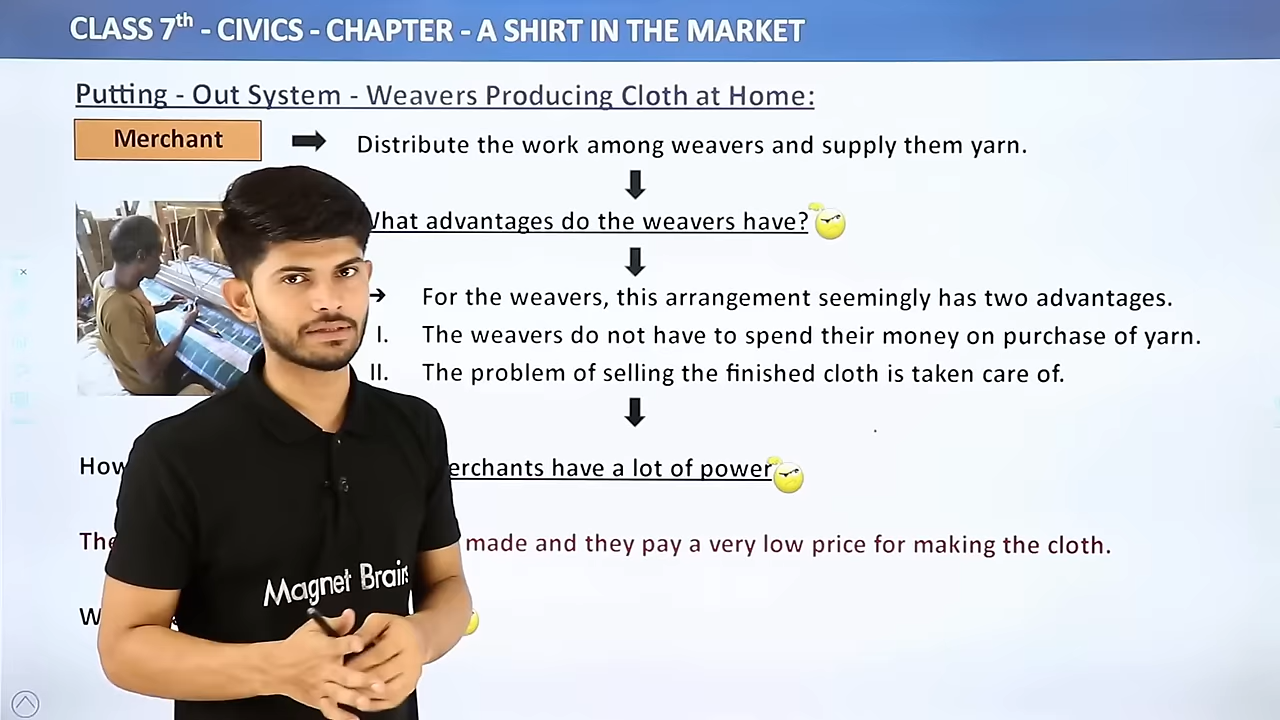 CLASS 7th - CIVICS - CHAPTER - A SHIRT IN THE MARKET
Putting - Out System - Weavers Producing Cloth at Home:
Merchant
Distribute the work among weavers and supply them yarn.
What advantages do the weavers have?
For the weavers, this arrangement seemingly has two advantages.
I. The weavers do not have to spend their money on purchase of yarn.
II. The problem of selling the finished cloth is taken care of.
How erchants have a lot of power
The made and they pay a very low price for making the cloth.
Magnet Brains